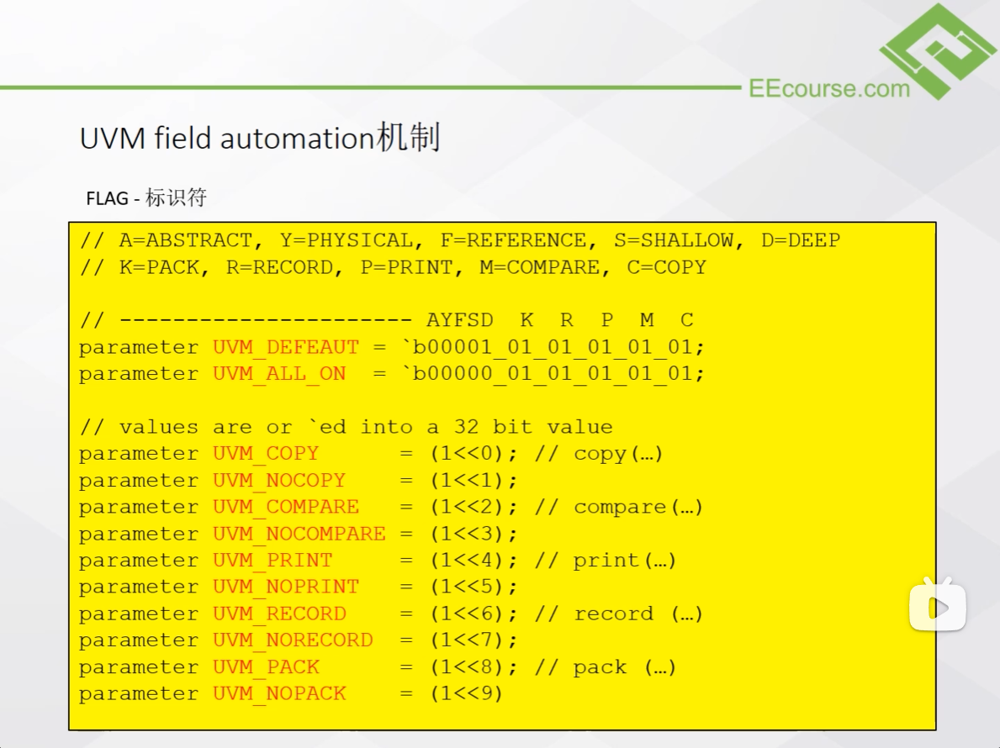 EEcourse.com
UVM field automation机制
FLAG - 标识符
// A=ABSTRACT, Y=PHYSICAL, F=REFERENCE, S=SHALLOW, D=DEEP
// K=PACK, R=RECORD, P=PRINT, M=COMPARE, C=COPY
// ---------------------- AYFSD K R P M C
parameter UVM_DEFEAUT = `b00001_01_01_01_01_01;
parameter UVM_ALL_ON = `b00000_01_01_01_01_01;
// values are or `ed into a 32 bit value
parameter UVM_COPY = (1<<0); // copy(…)
parameter UVM_NOCOPY = (1<<1);
parameter UVM_COMPARE = (1<<2); // compare(…)
parameter UVM_NOCOMPARE = (1<<3);
parameter UVM_PRINT = (1<<4); // print(…)
parameter UVM_NOPRINT = (1<<5);
parameter UVM_RECORD = (1<<6); // record (…)
parameter UVM_NORECORD = (1<<7);
parameter UVM_PACK = (1<<8); // pack (…)
parameter UVM_NOPACK = (1<<9)